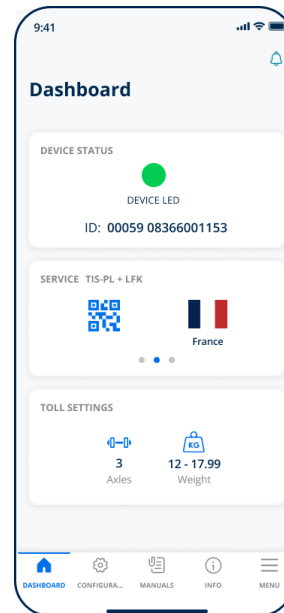 9:41
Dashboard
DEVICE STATUS
DEVICE LED
ID: 00059 08366001153
SERVICE TIS-PL + LFK
France
TOLL SETTINGS
KG
3
12 - 17.99
Axles
Weight
DASHBOARD
CONFIGURA...
MANUALS
INFO
MENU